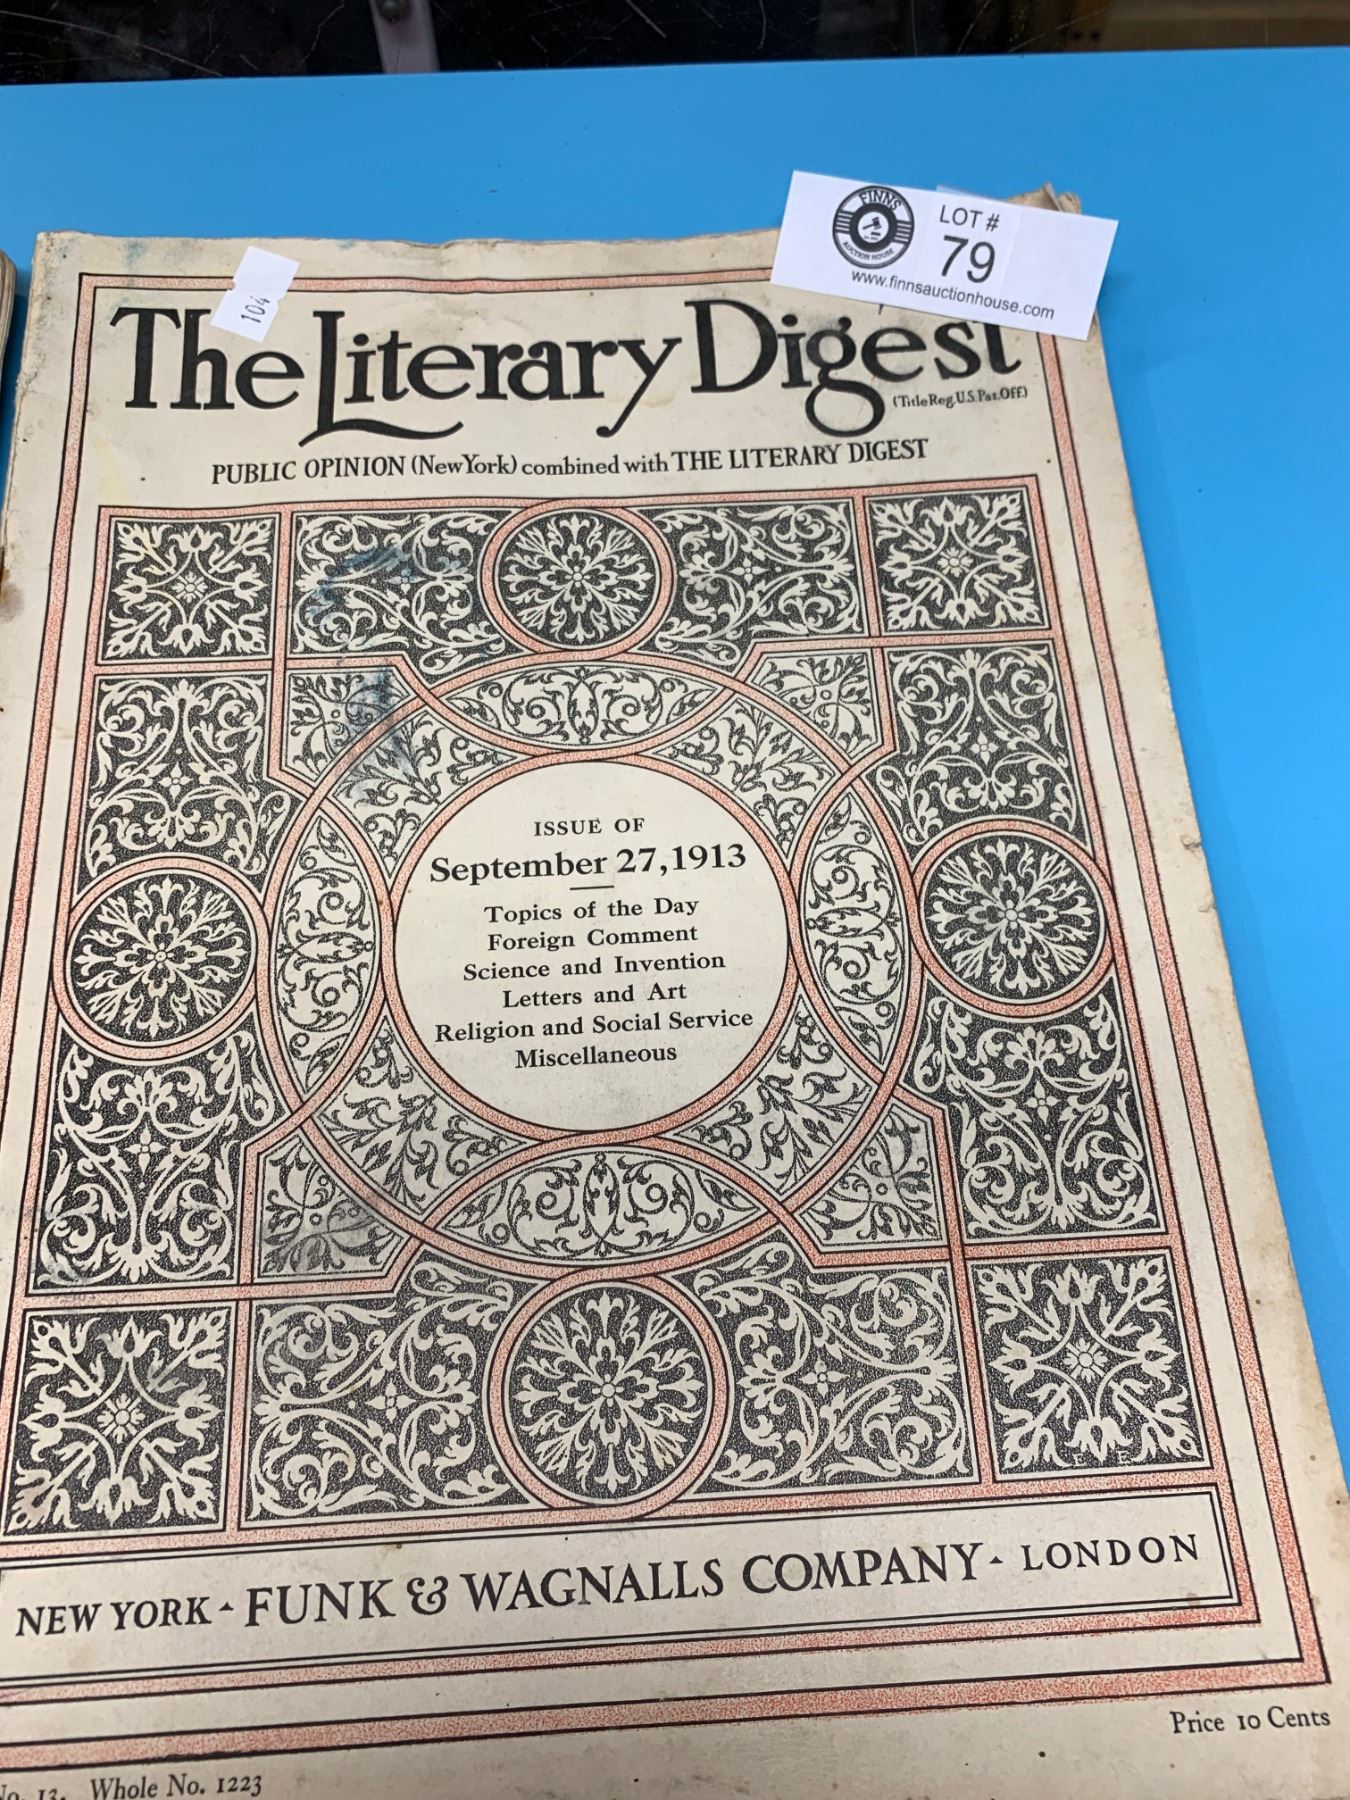 FINNS
AUCTION HOUSE
LOT #
79
www.finnsauctionhouse.com
104
The Literary Digest
(Title Reg. U.S. Pat. Off.)
PUBLIC OPINION (New York) combined with THE LITERARY DIGEST
ISSUE OF
September 27, 1913
Topics of the Day
Foreign Comment
Science and Invention
Letters and Art
Religion and Social Service
Miscellaneous
NEW YORK - FUNK & WAGNALLS COMPANY - LONDON
Price 10 Cents
No. 13. Whole No. 1223